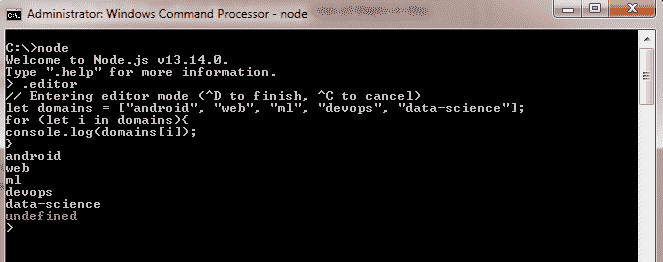 Administrator: Windows Command Processor - node
C:\>node
Welcome to Node.js v13.14.0.
Type ".help" for more information.
> .editor
// Entering editor mode (^D to finish, ^C to cancel)
let domains = ["android", "web", "ml", "devops", "data-science"];
for (let i in domains){
console.log(domains[i]);
}
android
web
ml
devops
data-science
undefined
>